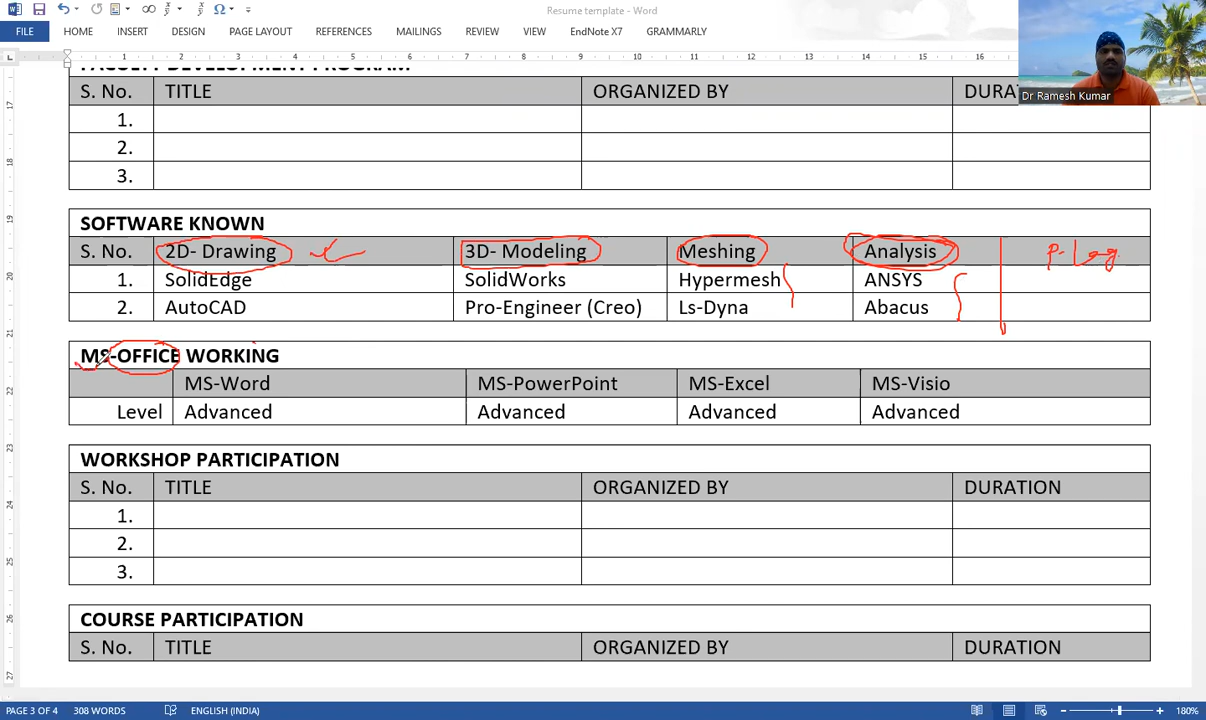 Resume template - Word
FILE HOME INSERT DESIGN PAGE LAYOUT REFERENCES MAILINGS REVIEW VIEW EndNote X7 GRAMMARLY
Dr Ramesh Kumar
FACULTY DEVELOPMENT PROGRAM
S. No. TITLE ORGANIZED BY DURA
1.
2.
3.
SOFTWARE KNOWN
S. No. 2D- Drawing 3D- Modeling Meshing Analysis
1. SolidEdge SolidWorks Hypermesh ANSYS
2. AutoCAD Pro-Engineer (Creo) Ls-Dyna Abacus
MS-OFFICE WORKING
MS-Word MS-PowerPoint MS-Excel MS-Visio
Level Advanced Advanced Advanced Advanced
WORKSHOP PARTICIPATION
S. No. TITLE ORGANIZED BY DURATION
1.
2.
3.
COURSE PARTICIPATION
S. No. TITLE ORGANIZED BY DURATION
PAGE 3 OF 4 308 WORDS ENGLISH (INDIA) 180%